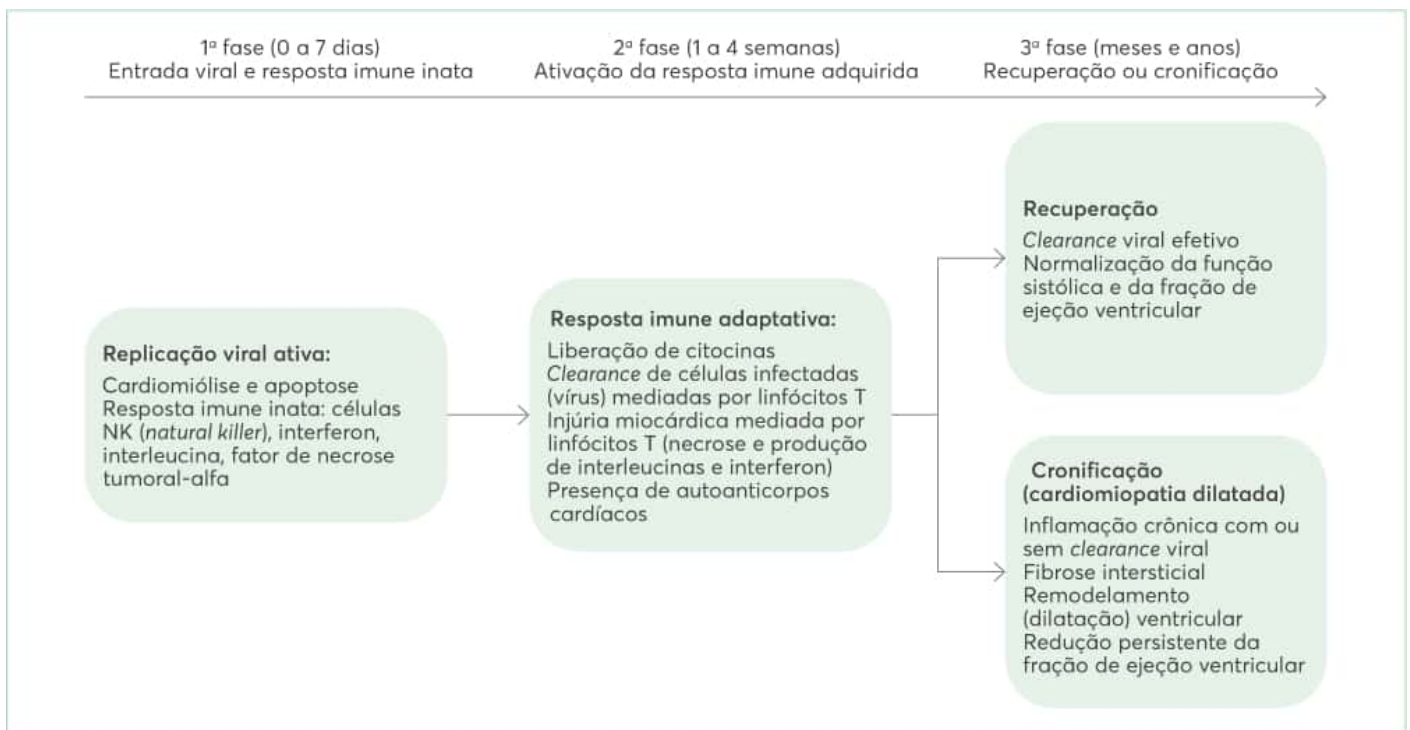 1ª fase (0 a 7 dias)
Entrada viral e resposta imune inata
2ª fase (1 a 4 semanas)
Ativação da resposta imune adquirida
3ª fase (meses e anos)
Recuperação ou cronificação
Replicação viral ativa:
Cardiomiólise e apoptose
Resposta imune inata: células
NK (natural killer), interferon,
interleucina, fator de necrose
tumoral-alfa
Resposta imune adaptativa:
Liberação de citocinas
Clearance de células infectadas
(vírus) mediadas por linfócitos T
Injúria miocárdica mediada por
linfócitos T (necrose e produção
de interleucinas e interferon)
Presença de autoanticorpos
cardíacos
Recuperação
Clearance viral efetivo
Normalização da função
sistólica e da fração de
ejeção ventricular
Cronificação
(cardiomiopatia dilatada)
Inflamação crônica com ou
sem clearance viral
Fibrose intersticial
Remodelamento
(dilatação) ventricular
Redução persistente da
fração de ejeção ventricular